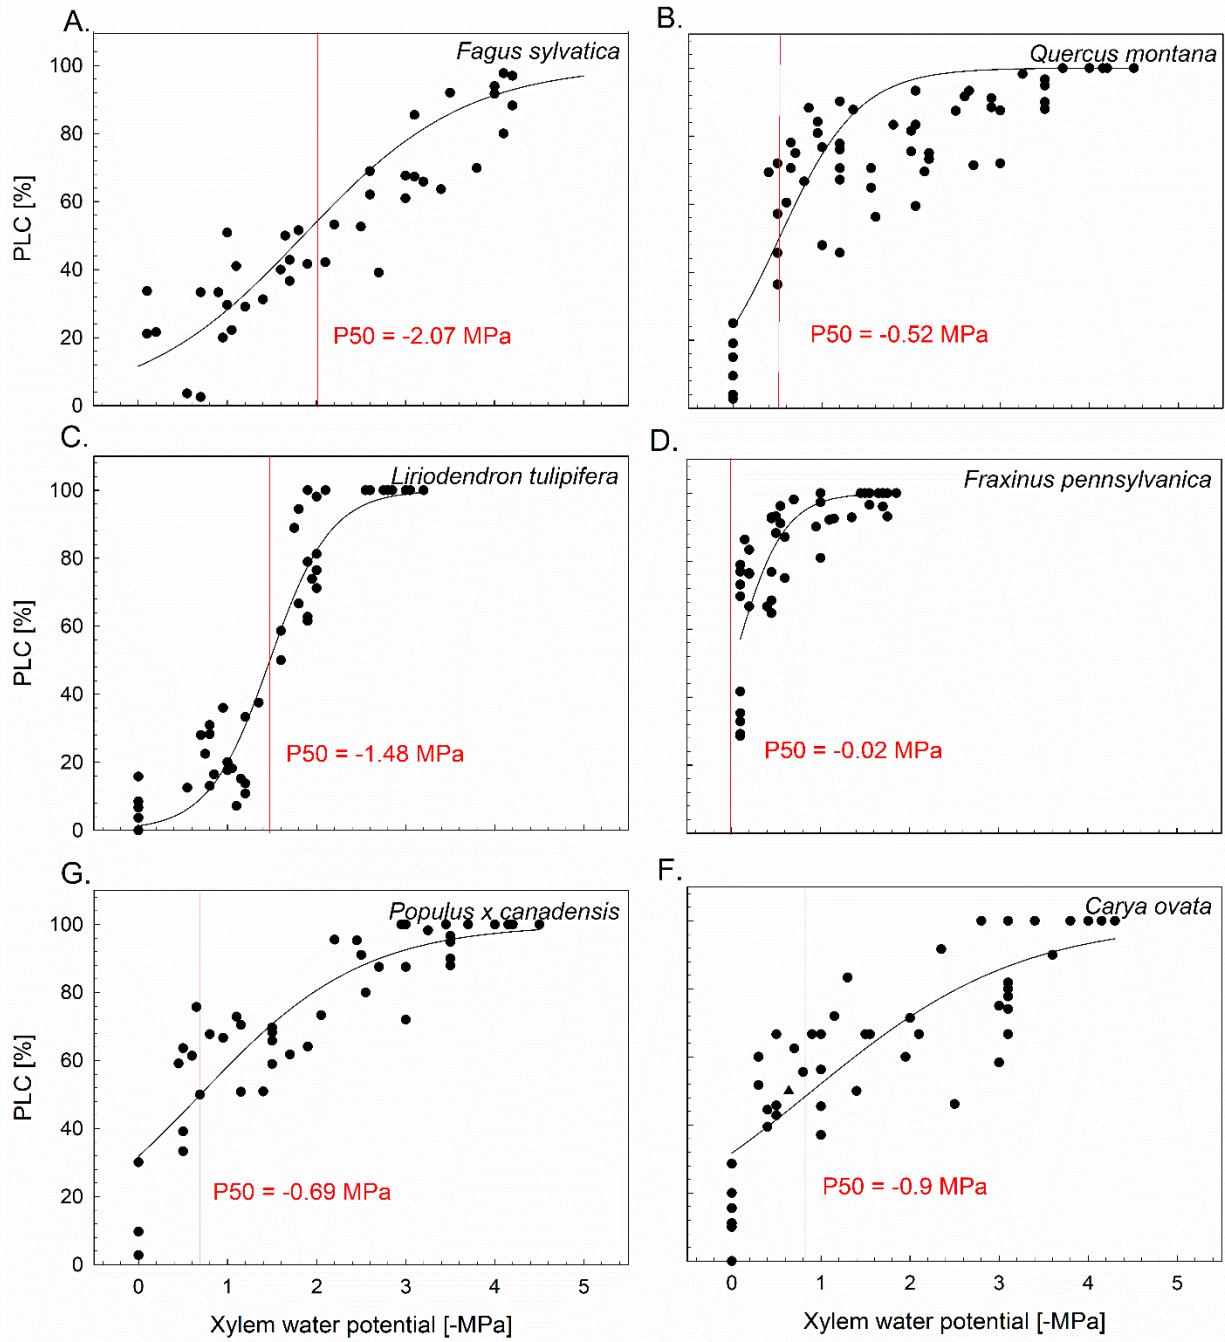 A.
Fagus sylvatica
PLC [%]
100
80
60
40
20
0
P50 = -2.07 MPa
B.
Quercus montana
P50 = -0.52 MPa
C.
Liriodendron tulipifera
PLC [%]
100
80
60
40
20
0
P50 = -1.48 MPa
D.
Fraxinus pennsylvanica
P50 = -0.02 MPa
G.
Populus x canadensis
PLC [%]
100
80
60
40
20
0
P50 = -0.69 MPa
0 1 2 3 4 5
Xylem water potential [-MPa]
F.
Carya ovata
P50 = -0.9 MPa
0 1 2 3 4 5
Xylem water potential [-MPa]